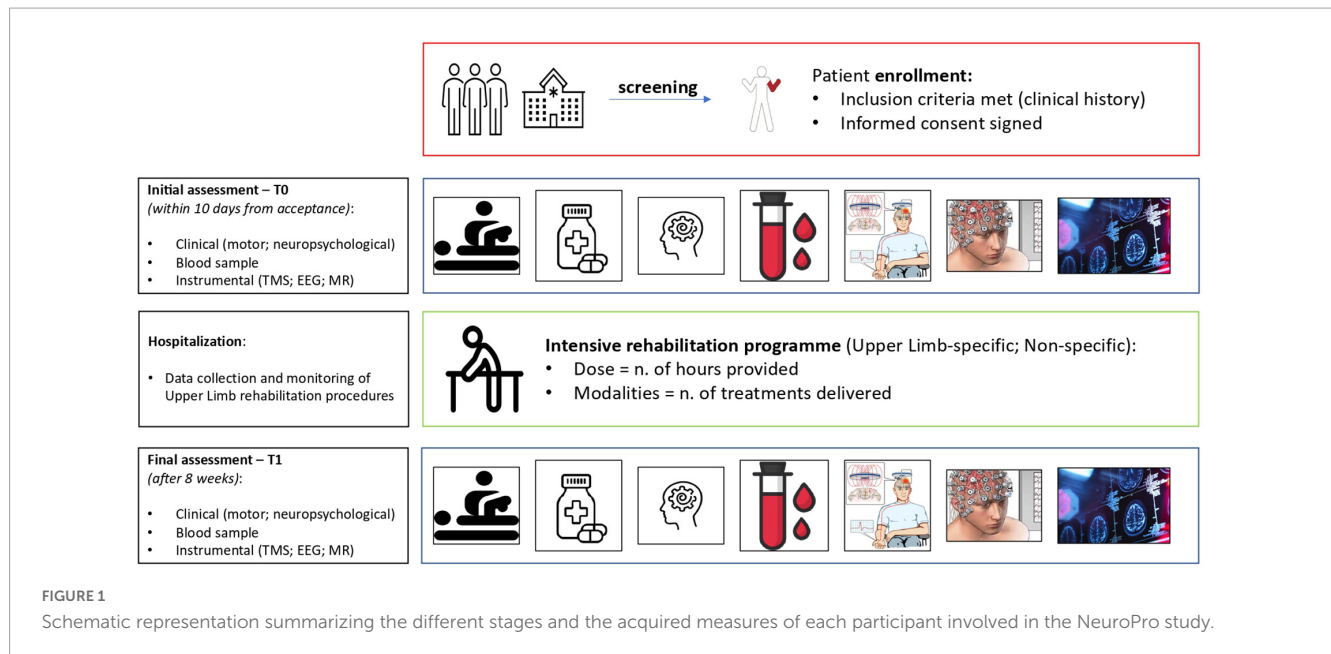 screening
Patient enrollment:
• Inclusion criteria met (clinical history)
• Informed consent signed
Initial assessment – T0
(within 10 days from acceptance):
• Clinical (motor; neuropsychological)
• Blood sample
• Instrumental (TMS; EEG; MR)
Hospitalization:
• Data collection and monitoring of
Upper Limb rehabilitation procedures
Intensive rehabilitation programme (Upper Limb-specific; Non-specific):
• Dose = n. of hours provided
• Modalities = n. of treatments delivered
Final assessment – T1
(after 8 weeks):
• Clinical (motor; neuropsychological)
• Blood sample
• Instrumental (TMS; EEG; MR)
FIGURE 1
Schematic representation summarizing the different stages and the acquired measures of each participant involved in the NeuroPro study.